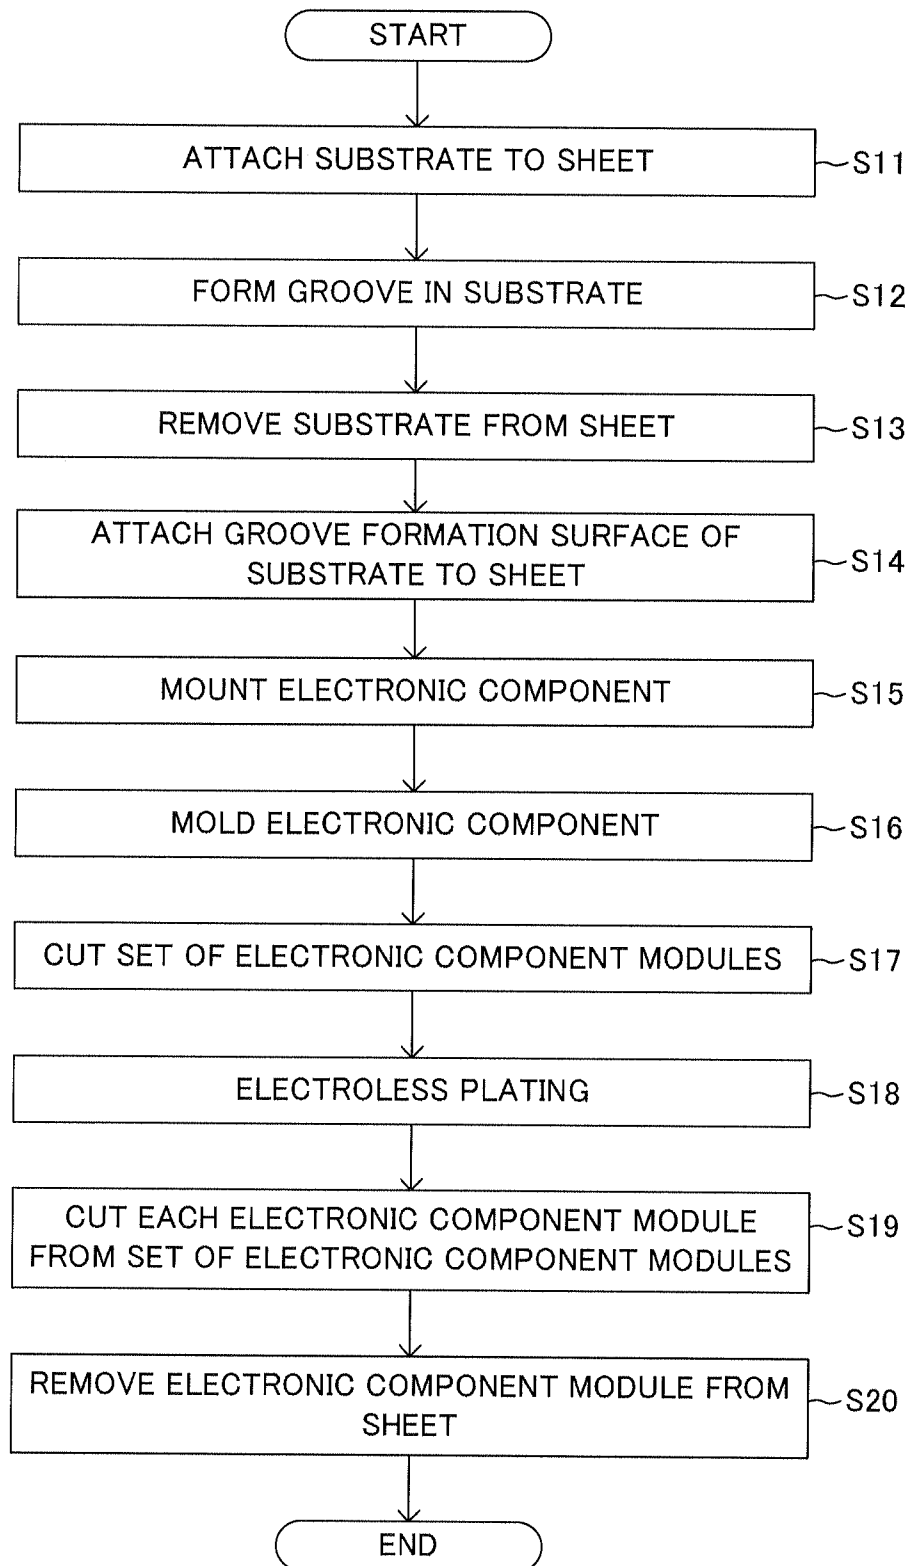 START
ATTACH SUBSTRATE TO SHEET
S11
FORM GROOVE IN SUBSTRATE
S12
REMOVE SUBSTRATE FROM SHEET
S13
ATTACH GROOVE FORMATION SURFACE OF
SUBSTRATE TO SHEET
S14
MOUNT ELECTRONIC COMPONENT
S15
MOLD ELECTRONIC COMPONENT
S16
CUT SET OF ELECTRONIC COMPONENT MODULES
S17
ELECTROLESS PLATING
S18
CUT EACH ELECTRONIC COMPONENT MODULE
FROM SET OF ELECTRONIC COMPONENT MODULES
S19
REMOVE ELECTRONIC COMPONENT MODULE FROM
SHEET
S20
END